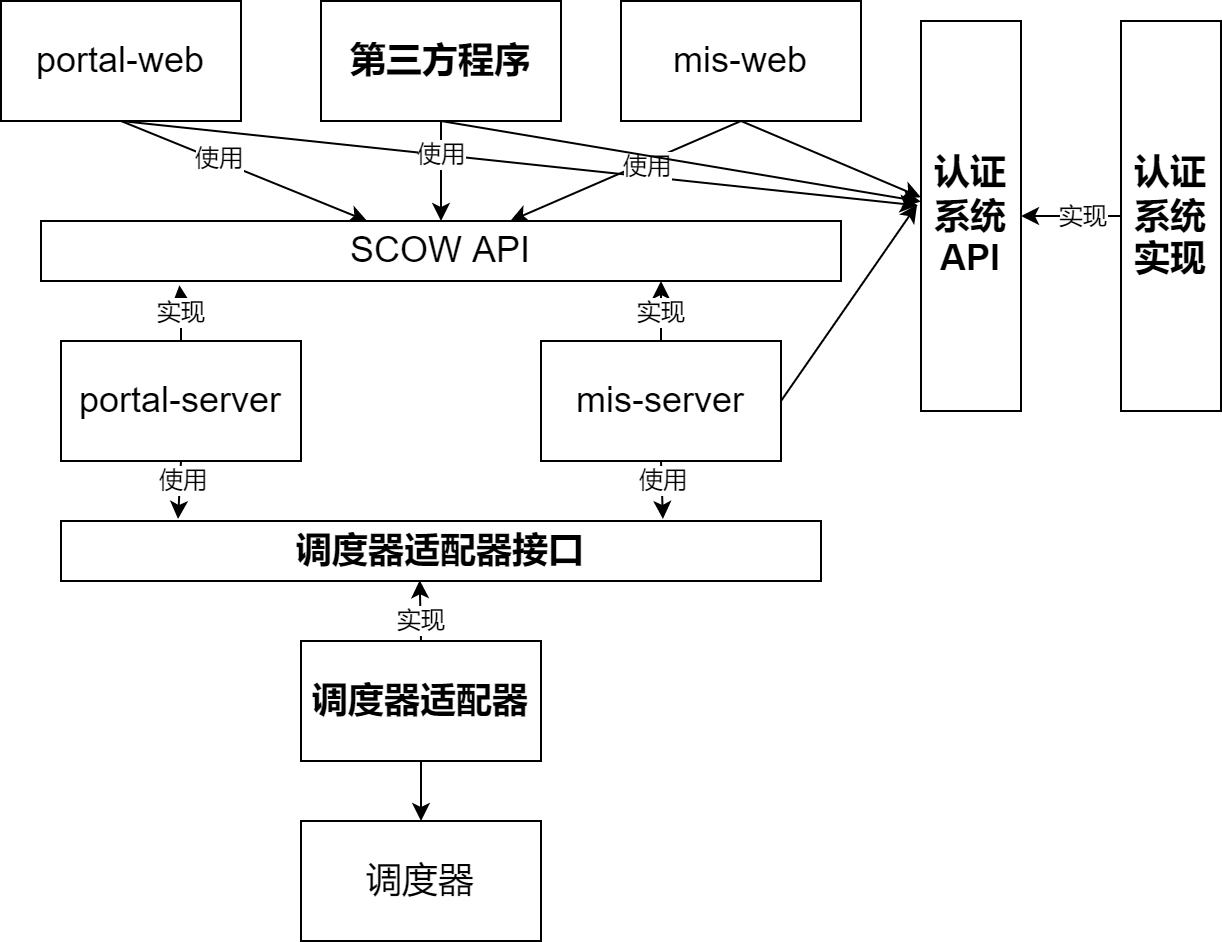 portal-web
第三方程序
mis-web
使用
使用
使用
认证
系统
API
实现
认证
系统
实现
SCOW API
实现
实现
portal-server
mis-server
使用
使用
调度器适配器接口
实现
调度器适配器
调度器